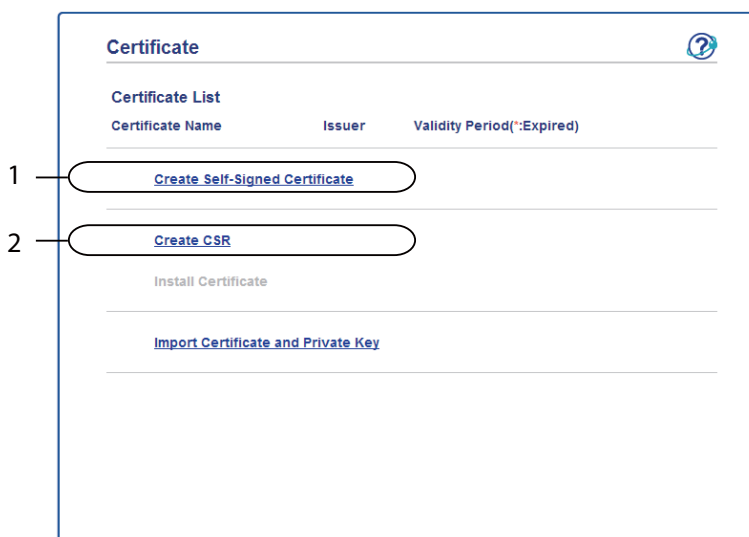 Certificate
?
Certificate List
Certificate Name Issuer Validity Period(*:Expired)
1 Create Self-Signed Certificate
2 Create CSR
Install Certificate
Import Certificate and Private Key